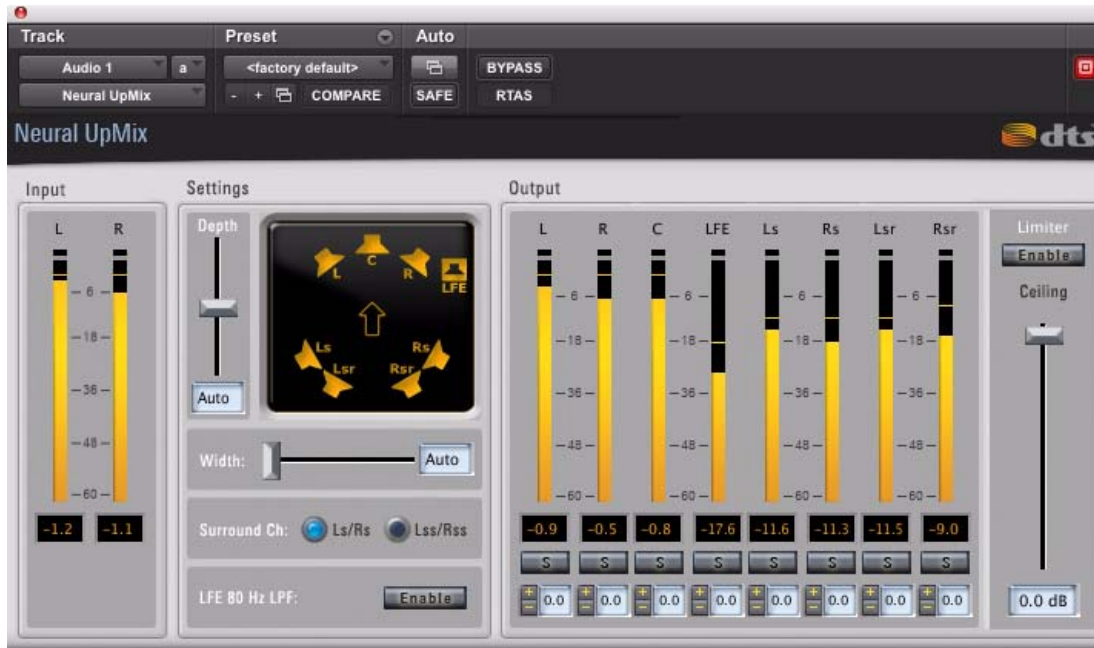 Track Preset Auto
Audio 1 a <factory default> BYPASS
Neural UpMix - + COMPARE SAFE RTAS
Neural UpMix dts
Input Settings Output
L R Depth L R C LFE Ls Rs Lsr Rsr Limiter
Enable
L C R LFE
Ceiling
- 6 - - 6 - - 6 - - 6 - - 6 -
-18- -18- -18- -18- -18-
Ls Rs
Lsr Rsr
-36- Auto -36- -36- -36- -36-
-48- Width: Auto -48- -48- -48- -48-
-60- -60- -60- -60- -60-
-1.2 -1.1 Surround Ch: Ls/Rs Lss/Rss -0.9 -0.5 -0.8 -17.6 -11.6 -11.3 -11.5 -9.0
S S S S S S S S
LFE 80 Hz LPF: Enable + - 0.0 + - 0.0 + - 0.0 + - 0.0 + - 0.0 + - 0.0 + - 0.0 + - 0.0 0.0 dB